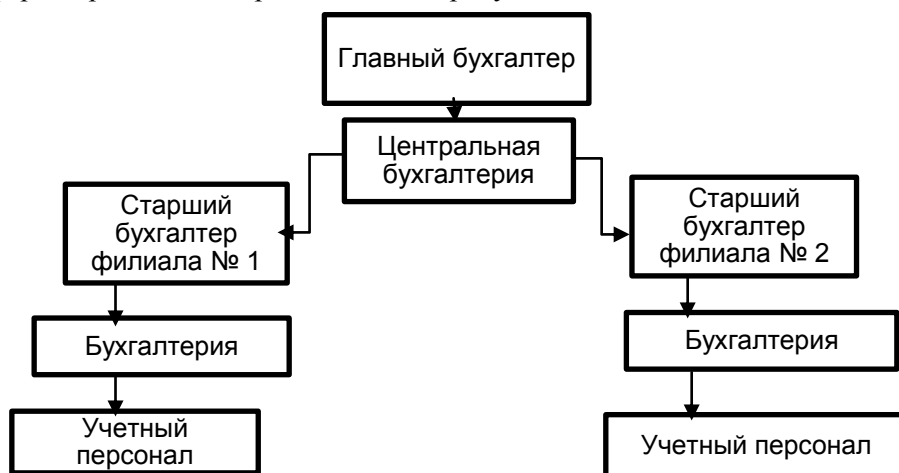 Главный бухгалтер
Центральная
бухгалтерия
Старший
бухгалтер
филиала № 1
Старший
бухгалтер
филиала № 2
Бухгалтерия
Бухгалтерия
Учетный
персонал
Учетный персонал